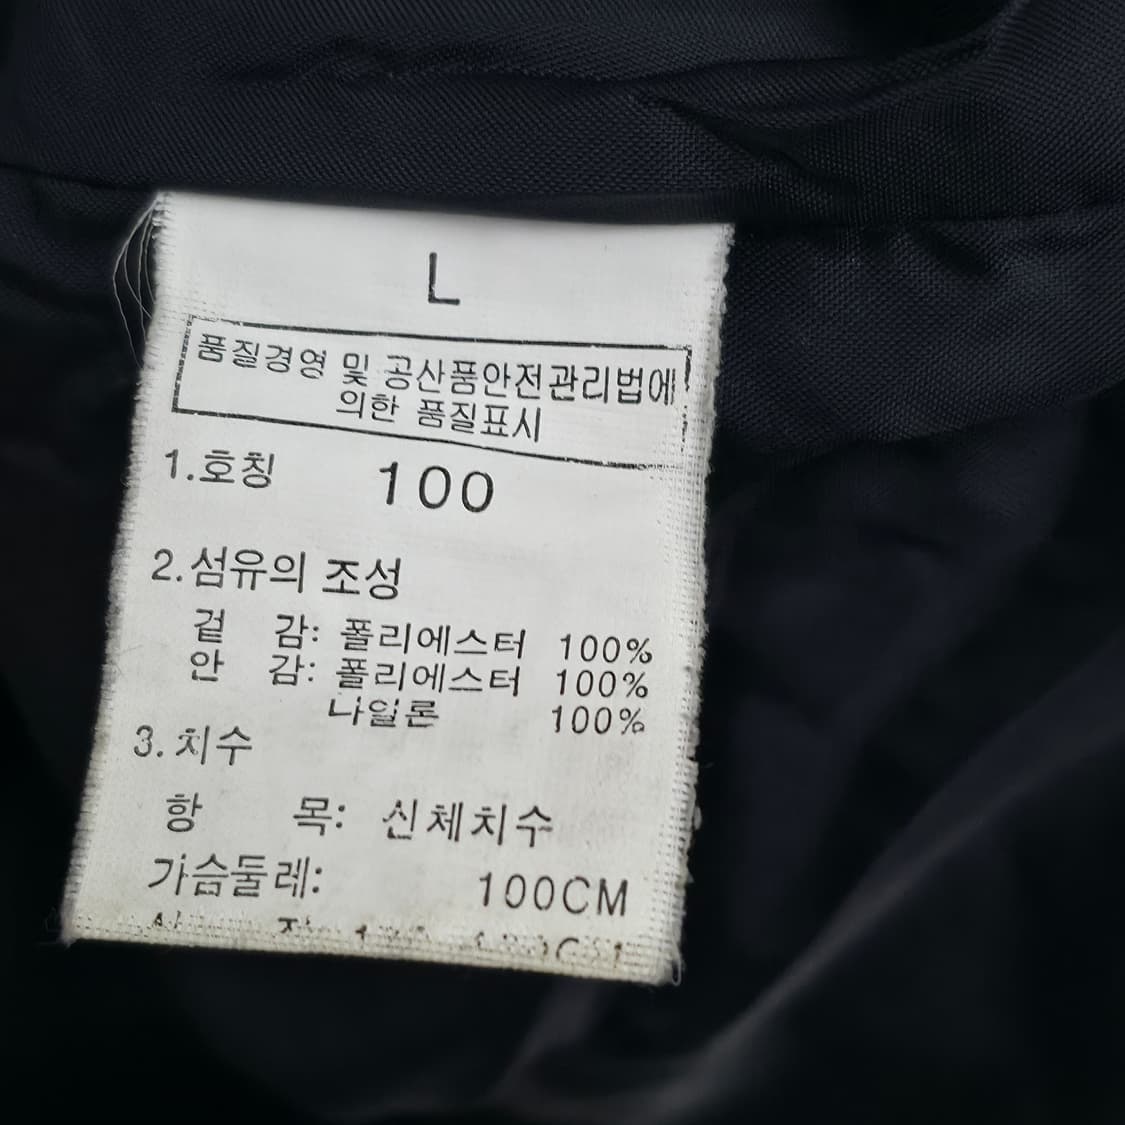 L
품질경영 및 공산품안전관리법에
의한 품질표시
1.호칭 100
2.섬유의 조성
겉 감: 폴리에스터 100%
안 감: 폴리에스터 100%
나일론 100%
3.치수
항 목: 신체치수
가슴둘레: 100CM